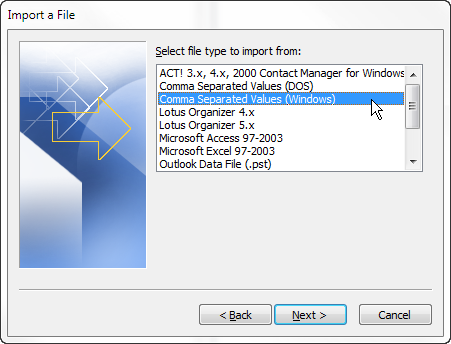 Import a File
Select file type to import from:
ACT! 3.x, 4.x, 2000 Contact Manager for Windows
Comma Separated Values (DOS)
Comma Separated Values (Windows)
Lotus Organizer 4.x
Lotus Organizer 5.x
Microsoft Access 97-2003
Microsoft Excel 97-2003
Outlook Data File (.pst)
< Back
Next >
Cancel